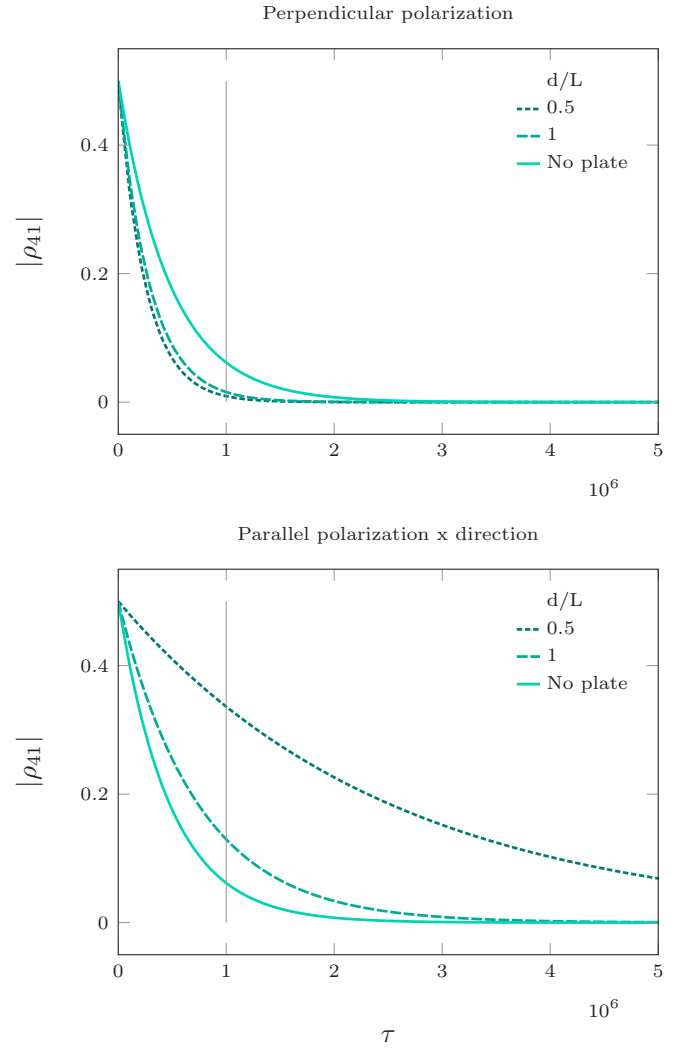 Perpendicular polarization
d/L
0.5
1
No plate
0.4
0.2
0
|ρ41|
0 1 2 3 4 5
10^6
Parallel polarization x direction
d/L
0.5
1
No plate
0.4
0.2
0
|ρ41|
0 1 2 3 4 5
10^6
τ